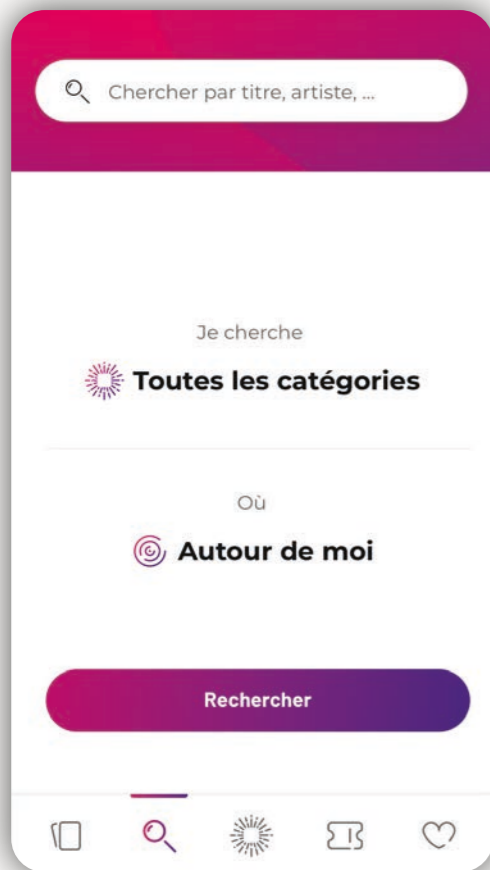 Chercher par titre, artiste, ...
Je cherche
Toutes les catégories
Où
Autour de moi
Rechercher